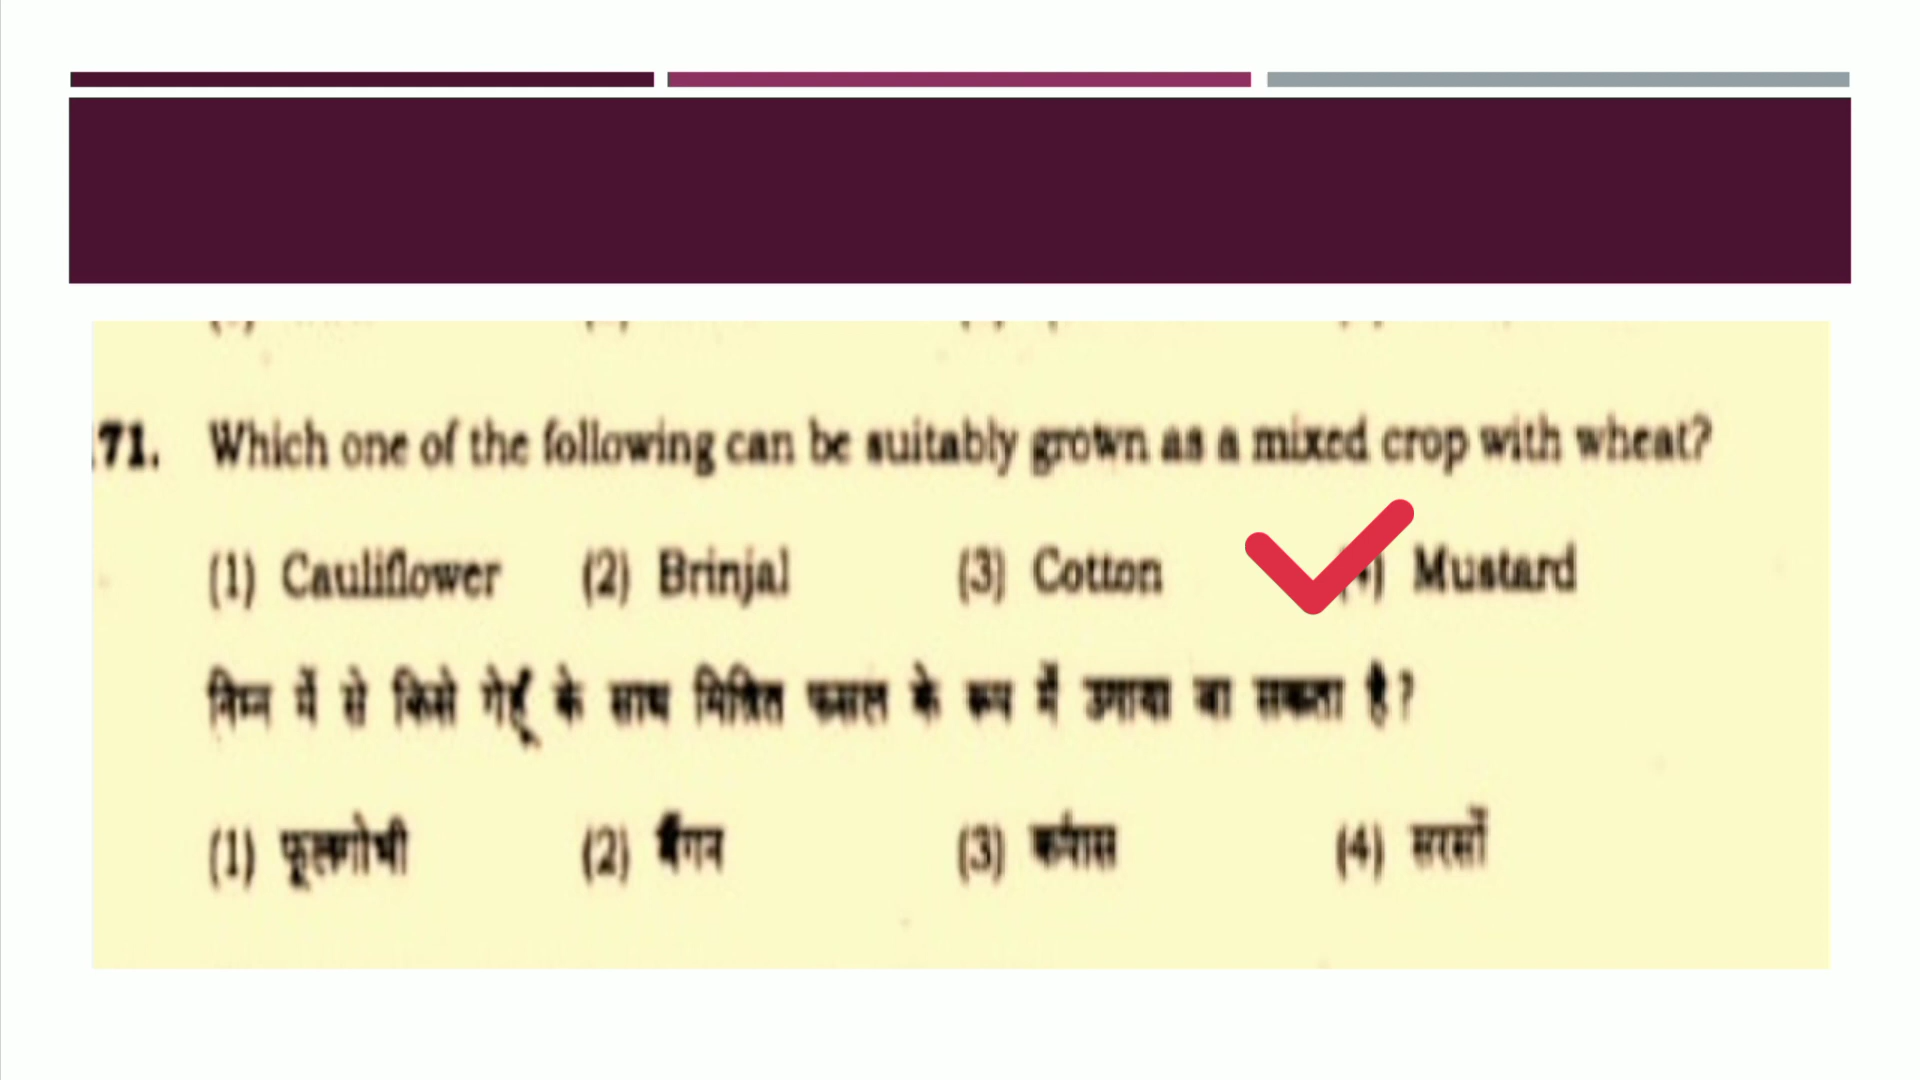 71. Which one of the following can be suitably grown as a mixed crop with wheat?
(1) Cauliflower (2) Brinjal (3) Cotton (4) Mustard
निम्न में से किसे गेहूँ के साथ मिश्रित फसल के रूप में उगाया जा सकता है ?
(1) फूलगोभी (2) बैंगन (3) कपास (4) सरसों